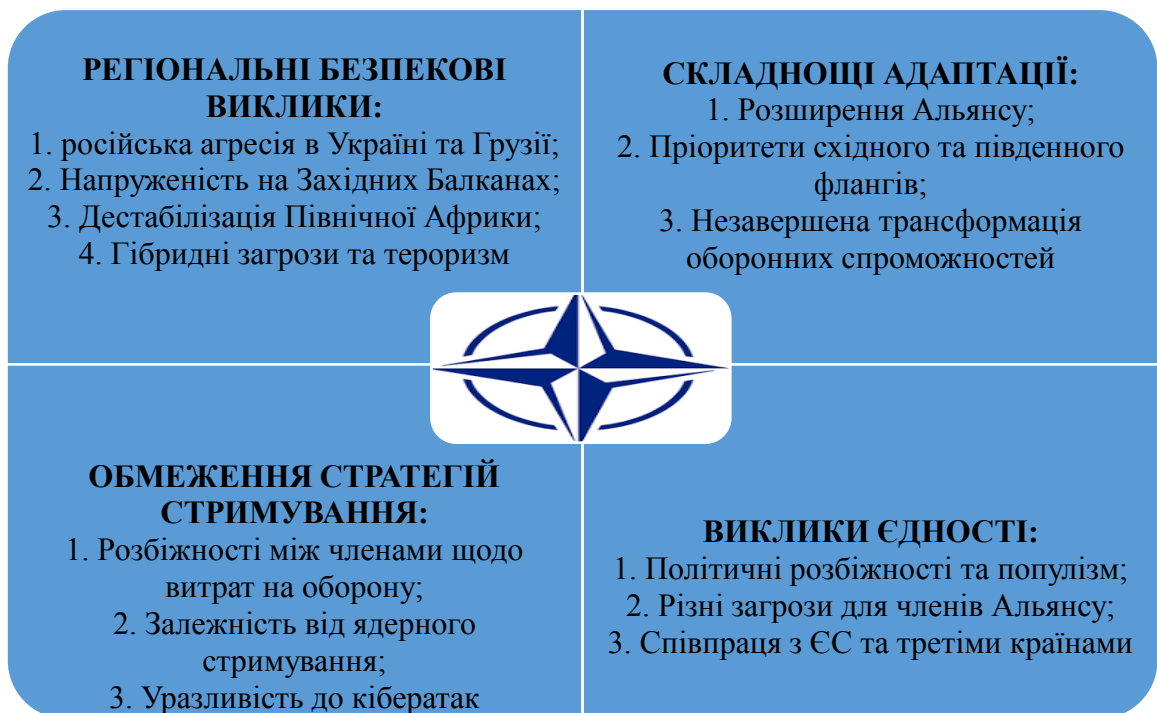 РЕГІОНАЛЬНІ БЕЗПЕКОВІ
ВИКЛИКИ:
1. російська агресія в Україні та Грузії;
2. Напруженість на Західних Балканах;
3. Дестабілізація Північної Африки;
4. Гібридні загрози та тероризм
СКЛАДНОЩІ АДАПТАЦІЇ:
1. Розширення Альянсу;
2. Пріоритети східного та південного
флангів;
3. Незавершена трансформація
оборонних спроможностей
ОБМЕЖЕННЯ СТРАТЕГІЙ
СТРИМУВАННЯ:
1. Розбіжності між членами щодо
витрат на оборону;
2. Залежність від ядерного
стримування;
3. Уразливість до кібератак
ВИКЛИКИ ЄДНОСТІ:
1. Політичні розбіжності та популізм;
2. Різні загрози для членів Альянсу;
3. Співпраця з ЄС та третіми країнами